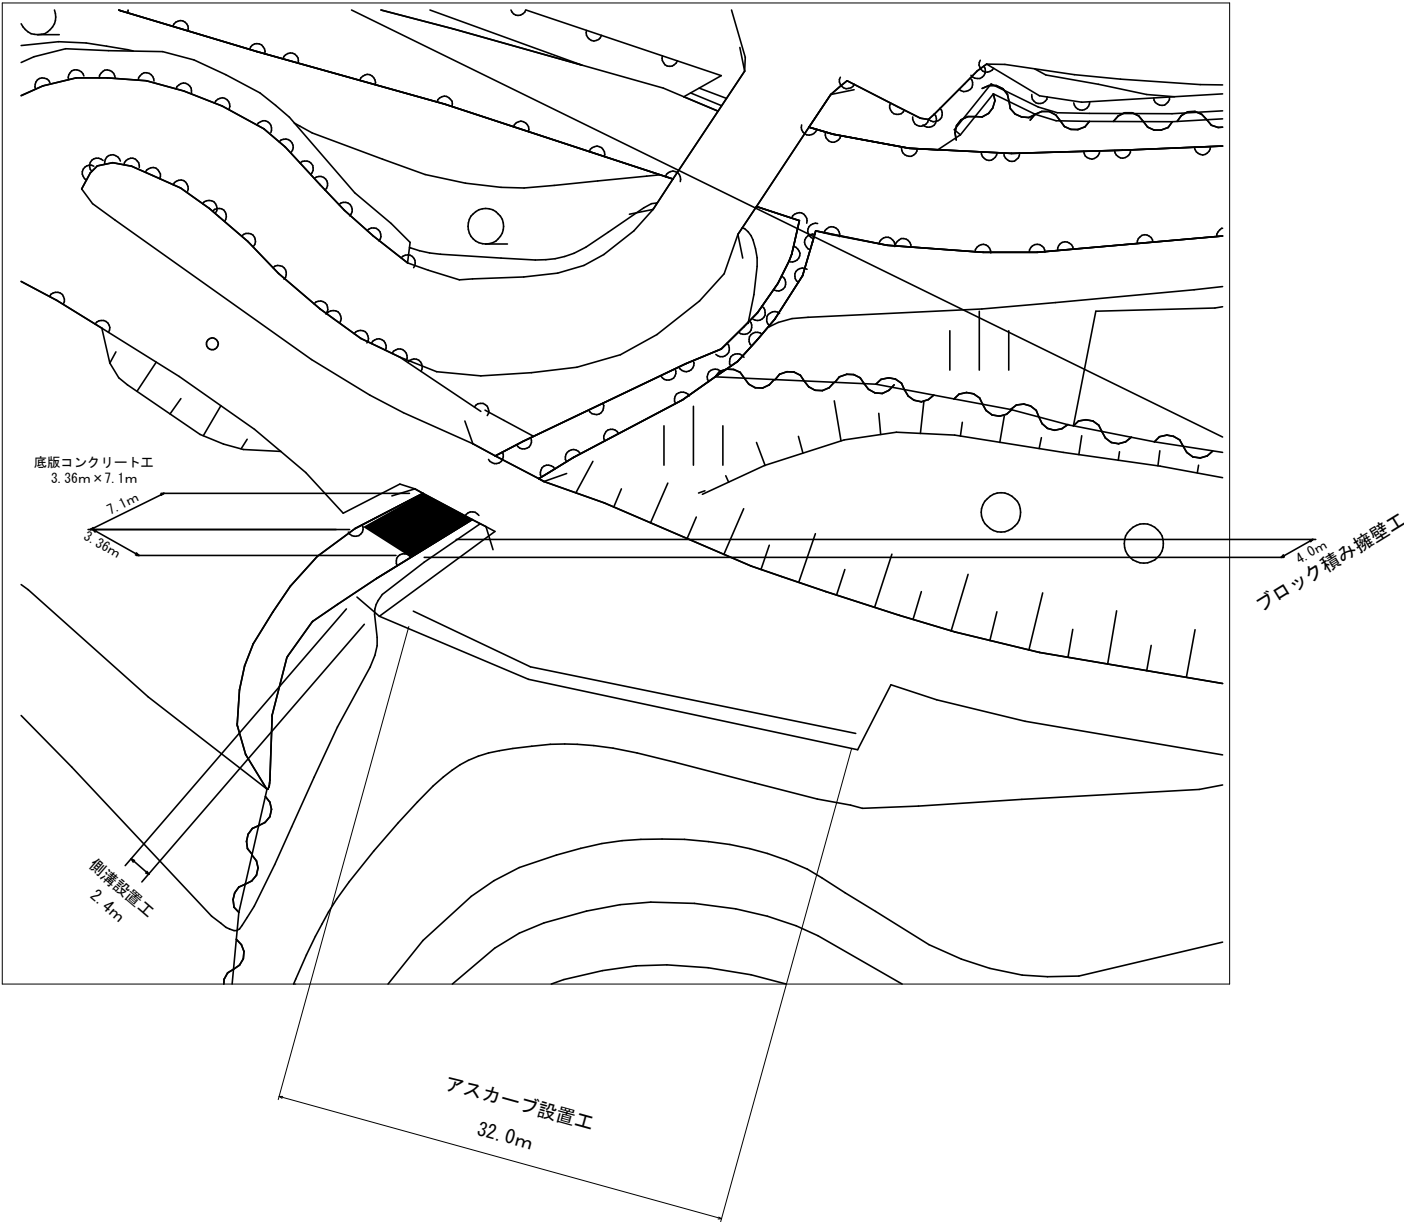 底版コンクリート工
3.36m×7.1m
7.1m
3.36m
4.0m
ブロック積み擁壁工
側溝設置工
2.4m
アスカーブ設置工
32.0m